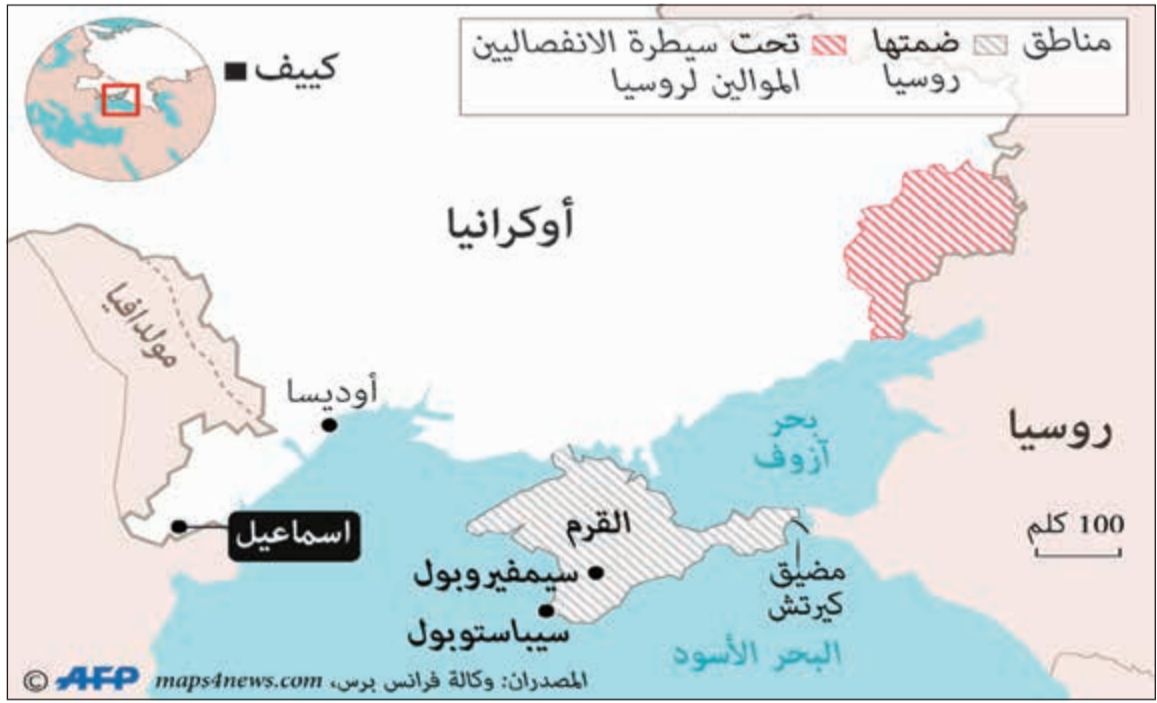 مناطق ضمتها تحت سيطرة الانفصاليين
روسيا الموالين لروسيا
كييف
أوكرانيا
مولدافيا
أوديسا
بحر
آزوف
روسيا
100 كلم
اسماعيل
القرم
سيمفيروبول
سيباستوبول
مضيق
كيرتش
البحر الأسود
المصدران: وكالة فرانس برس، maps4news.com AFP ©